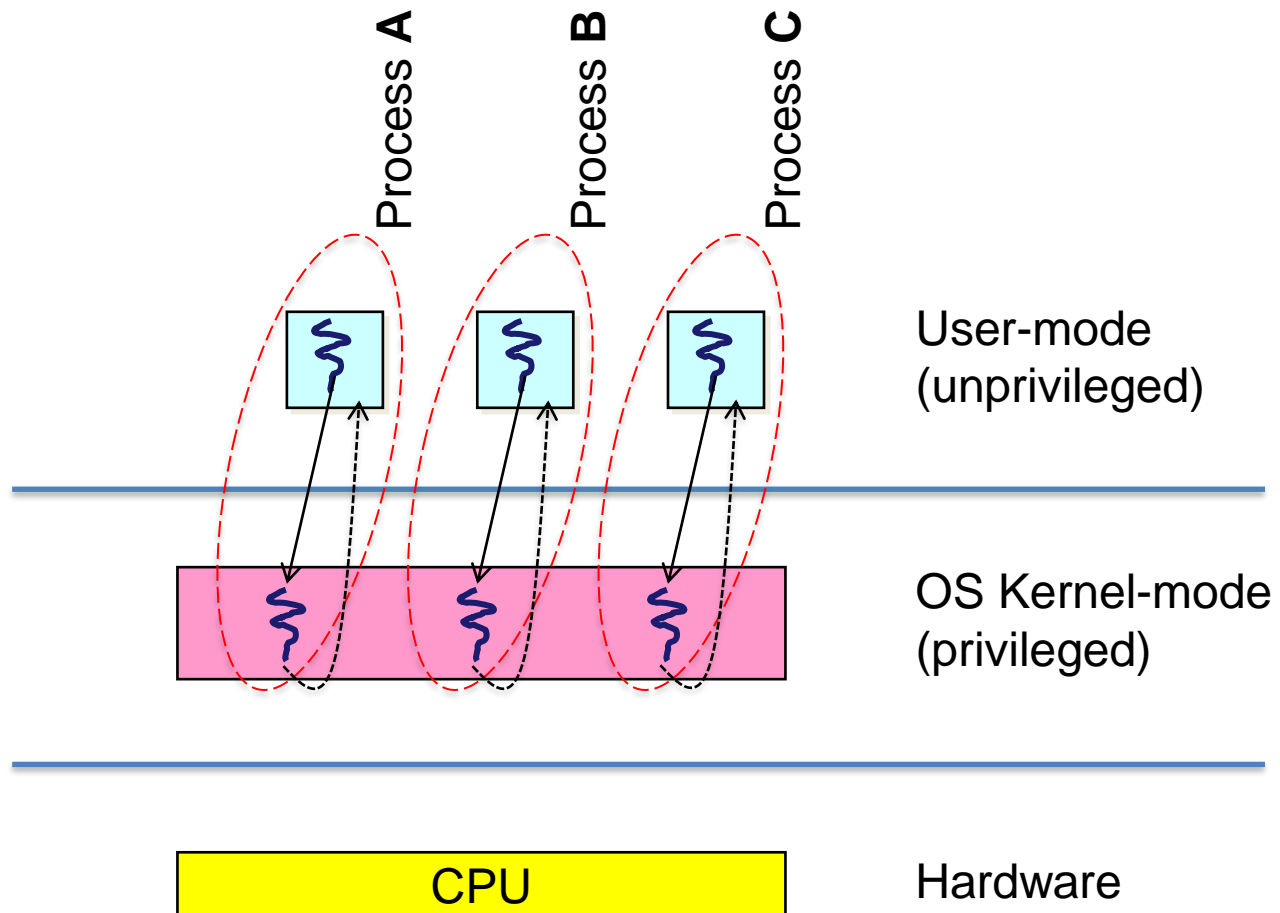 Process A
Process B
Process C
User-mode
(unprivileged)
OS Kernel-mode
(privileged)
CPU
Hardware